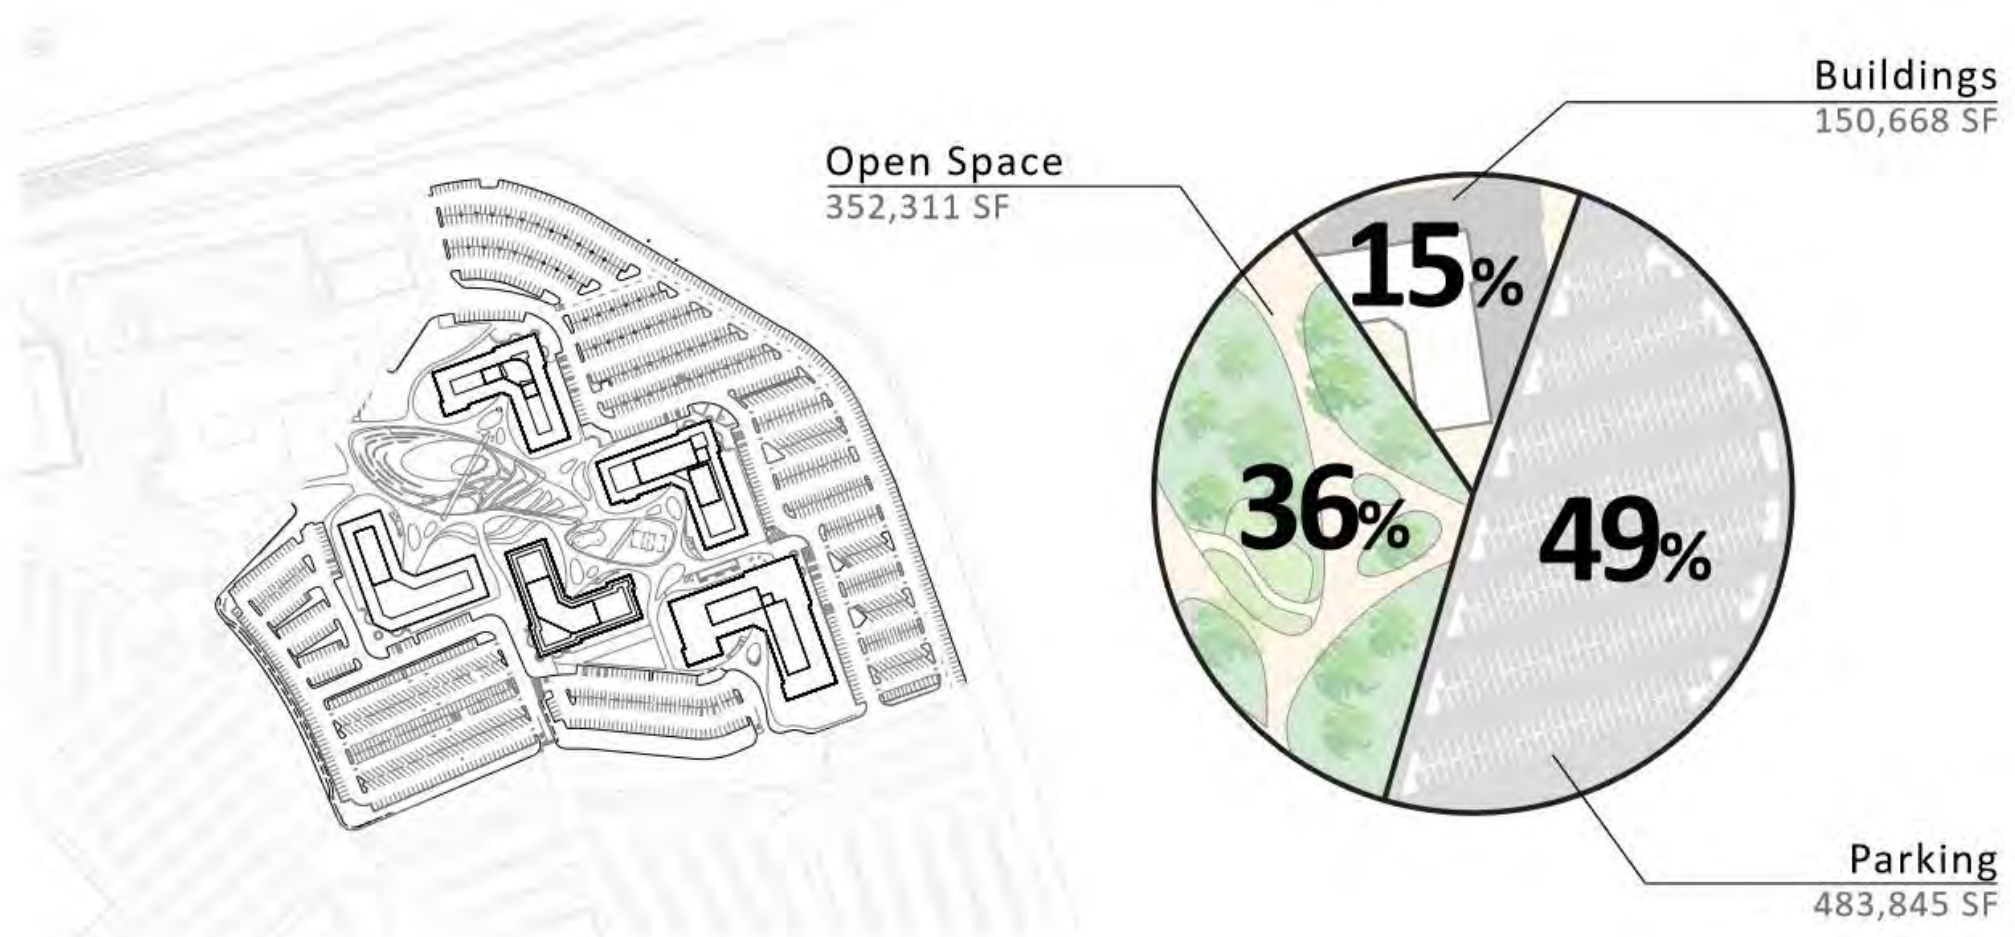 Buildings
150,668 SF
Open Space
352,311 SF
15%
36%
49%
Parking
483,845 SF